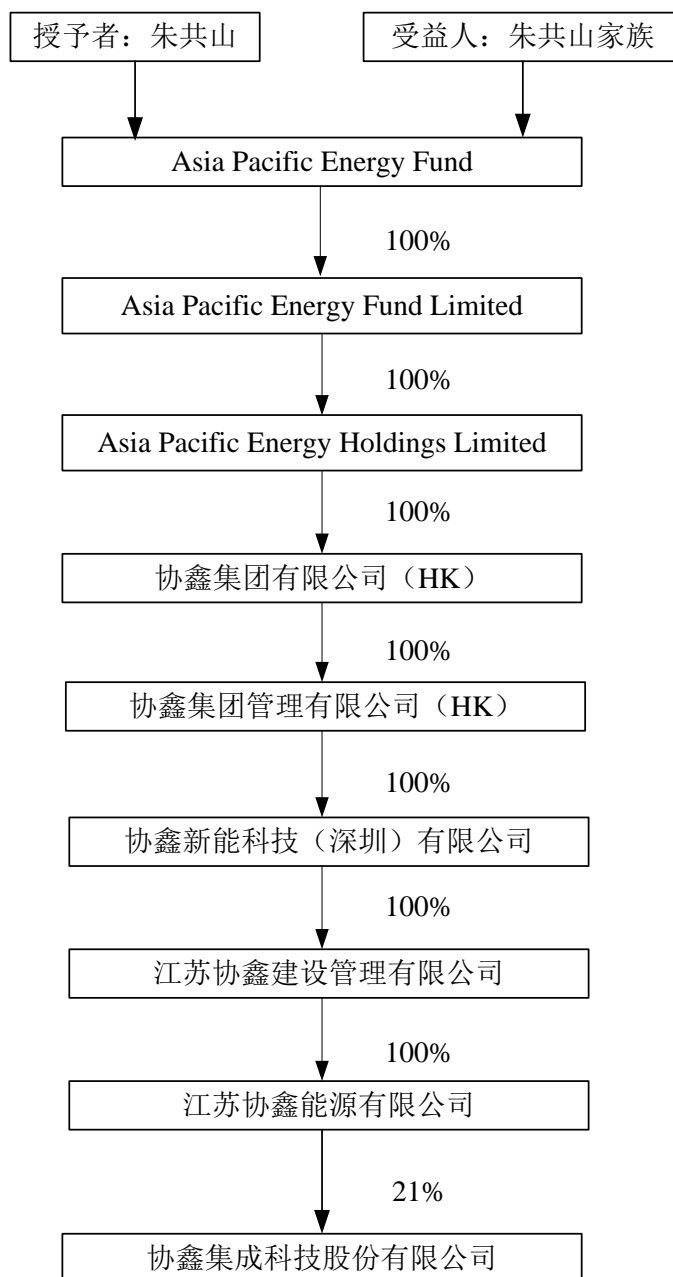 授予者：朱共山
受益人：朱共山家族
Asia Pacific Energy Fund
100%
Asia Pacific Energy Fund Limited
100%
Asia Pacific Energy Holdings Limited
100%
协鑫集团有限公司（HK）
100%
协鑫集团管理有限公司（HK）
100%
协鑫新能科技（深圳）有限公司
100%
江苏协鑫建设管理有限公司
100%
江苏协鑫能源有限公司
21%
协鑫集成科技股份有限公司